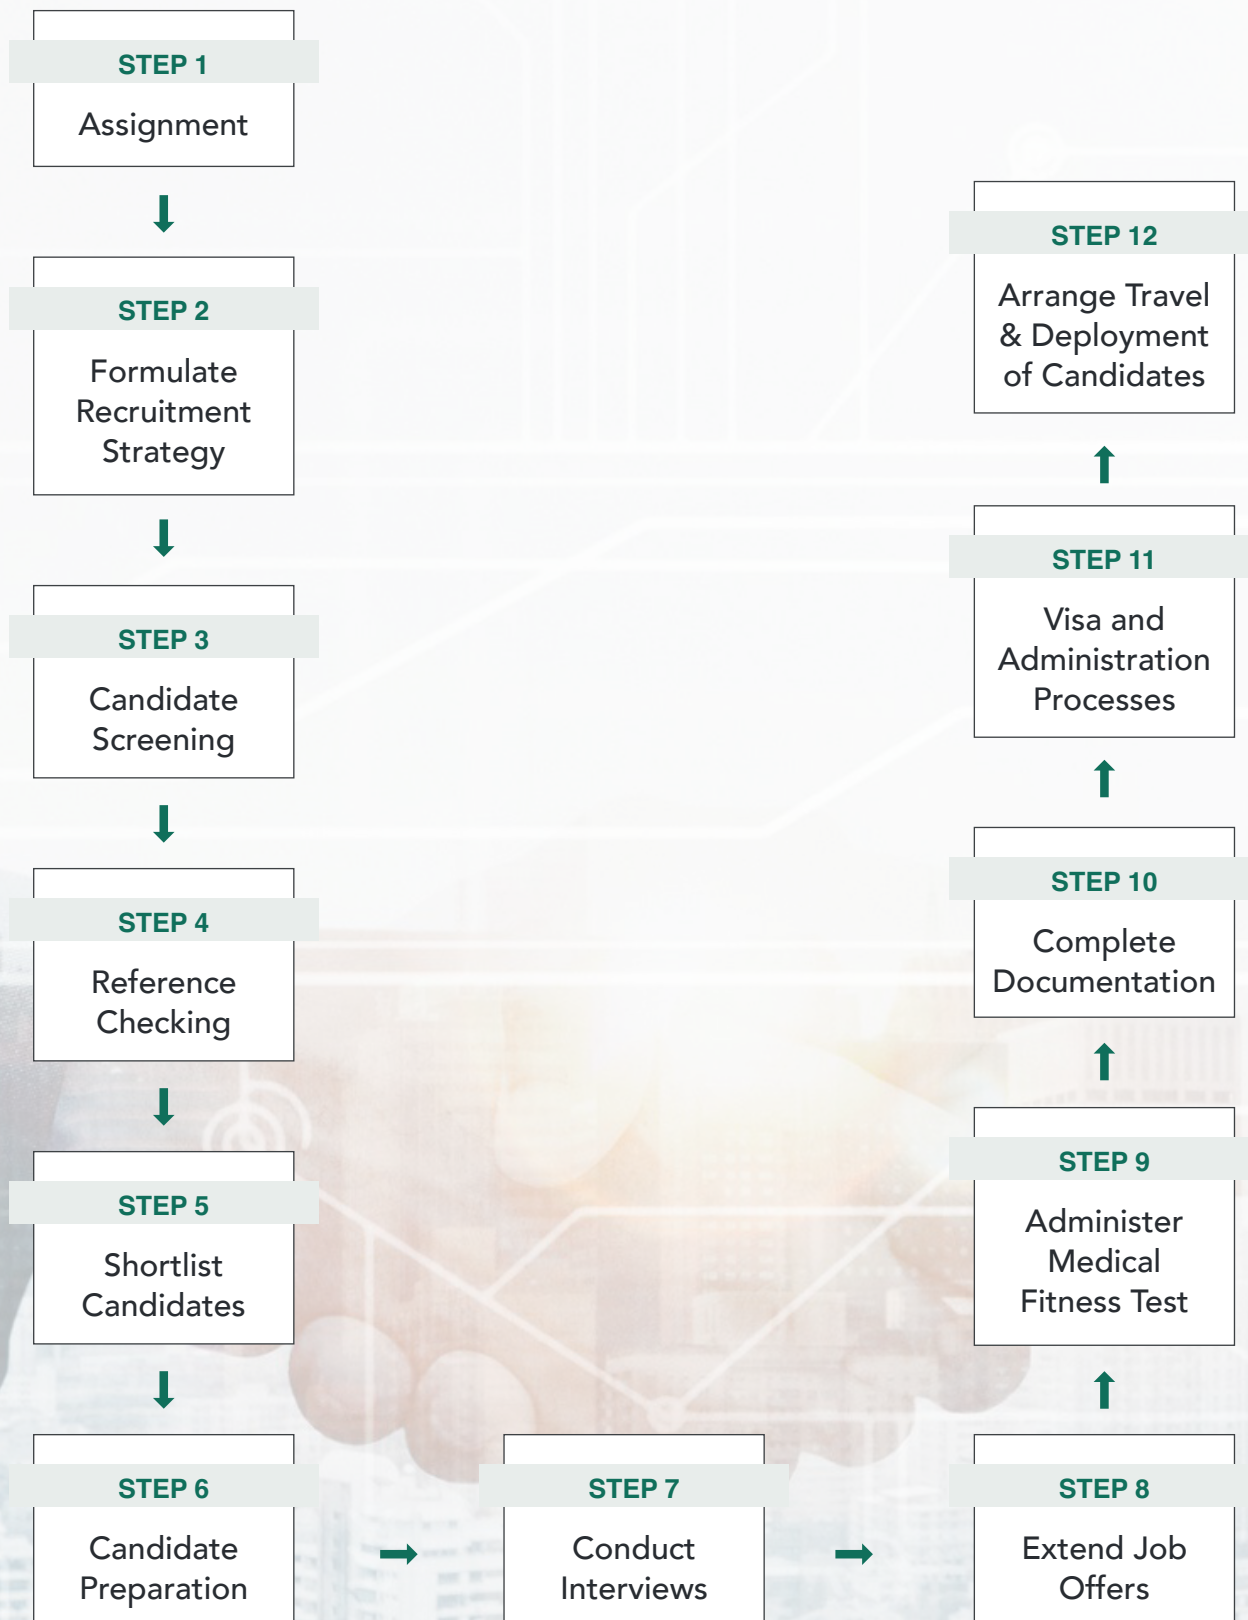 STEP 1
Assignment
STEP 2
Formulate
Recruitment
Strategy
STEP 3
Candidate
Screening
STEP 4
Reference
Checking
STEP 5
Shortlist
Candidates
STEP 6
Candidate
Preparation
STEP 7
Conduct
Interviews
STEP 8
Extend Job
Offers
STEP 9
Administer
Medical
Fitness Test
STEP 10
Complete
Documentation
STEP 11
Visa and
Administration
Processes
STEP 12
Arrange Travel
& Deployment
of Candidates